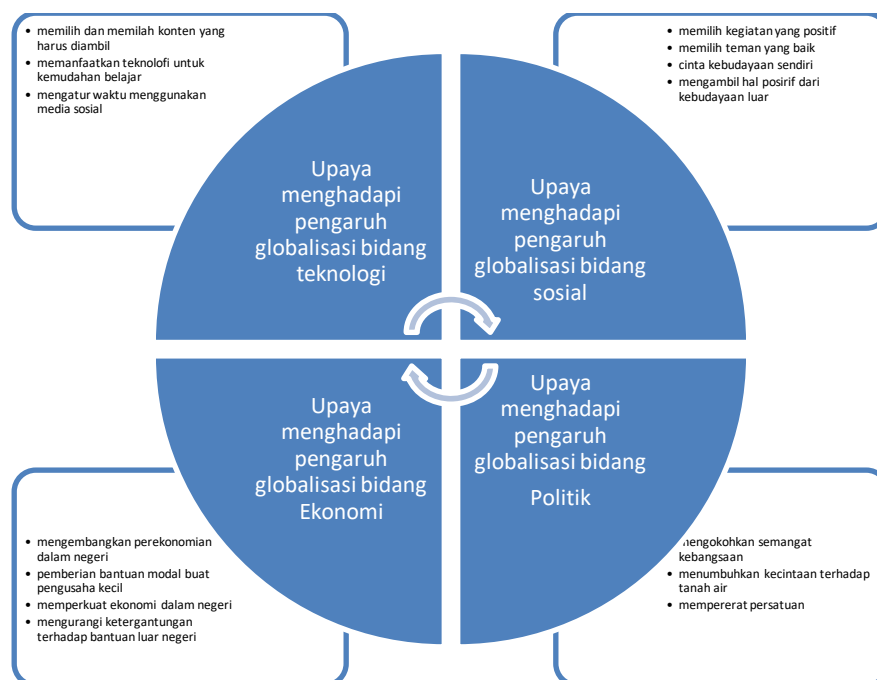 • memilih dan memilah konten yang
harus diambil
• memanfaatkan teknolofi untuk
kemudahan belajar
• mengatur waktu menggunakan
media sosial
• memilih kegiatan yang positif
• memilih teman yang baik
• cinta kebudayaan sendiri
• mengambil hal posirif dari
kebudayaan luar
Upaya
menghadapi
pengaruh
globalisasi bidang
teknologi
Upaya
menghadapi
pengaruh
globalisasi bidang
sosial
Upaya
menghadapi
pengaruh
globalisasi bidang
Ekonomi
Upaya
menghadapi
pengaruh
globalisasi bidang
Politik
• mengembangkan perekonomian
dalam negeri
• pemberian bantuan modal buat
pengusaha kecil
• memperkuat ekonomi dalam negeri
• mengurangi ketergantungan
terhadap bantuan luar negeri
mengokohkan semangat
kebangsaan
• menumbuhkan kecintaan terhadap
tanah air
• mempererat persatuan